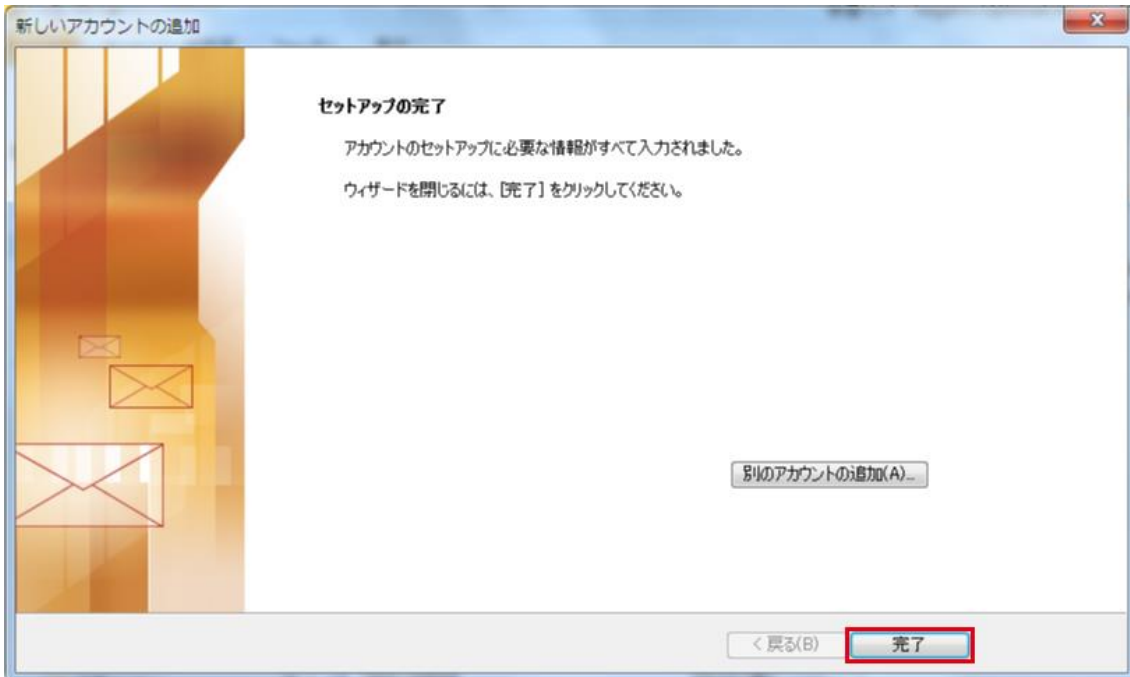 新しいアカウントの追加
セットアップの完了
アカウントのセットアップに必要な情報がすべて入力されました。
ウィザードを閉じるには、[完了] をクリックしてください。
別のアカウントの追加(A)...
< 戻る(B)
完了